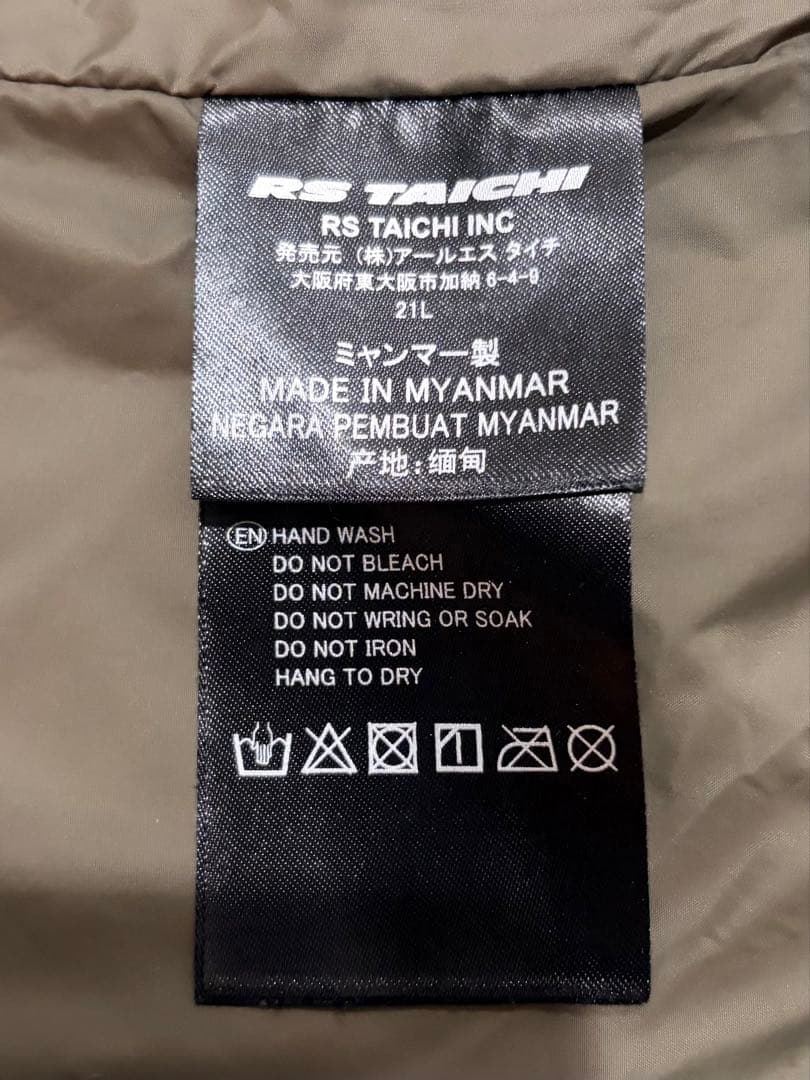 RS TAICHI
RS TAICHI INC
発売元 (株)アールエス タイチ
大阪府東大阪市加納 6-4-9
21L
ミャンマー製
MADE IN MYANMAR
NEGARA PEMBUAT MYANMAR
产地:缅甸
EN HAND WASH
DO NOT BLEACH
DO NOT MACHINE DRY
DO NOT WRING OR SOAK
DO NOT IRON
HANG TO DRY